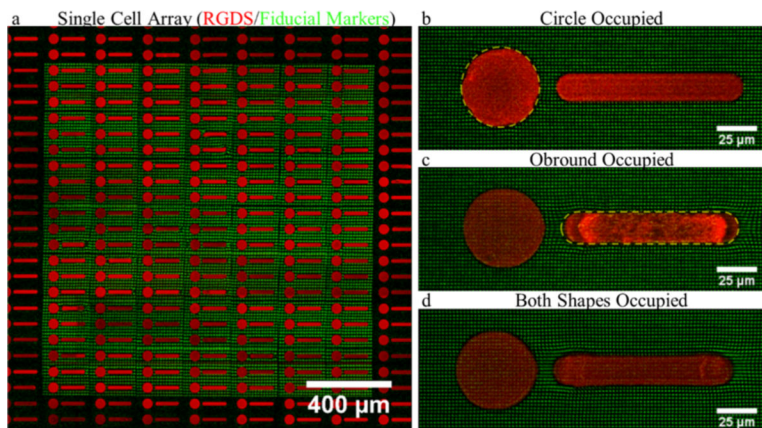 a Single Cell Array (RGDS/Fiducial Markers)
400 µm
b Circle Occupied
25 µm
c Obround Occupied
25 µm
d Both Shapes Occupied
25 µm